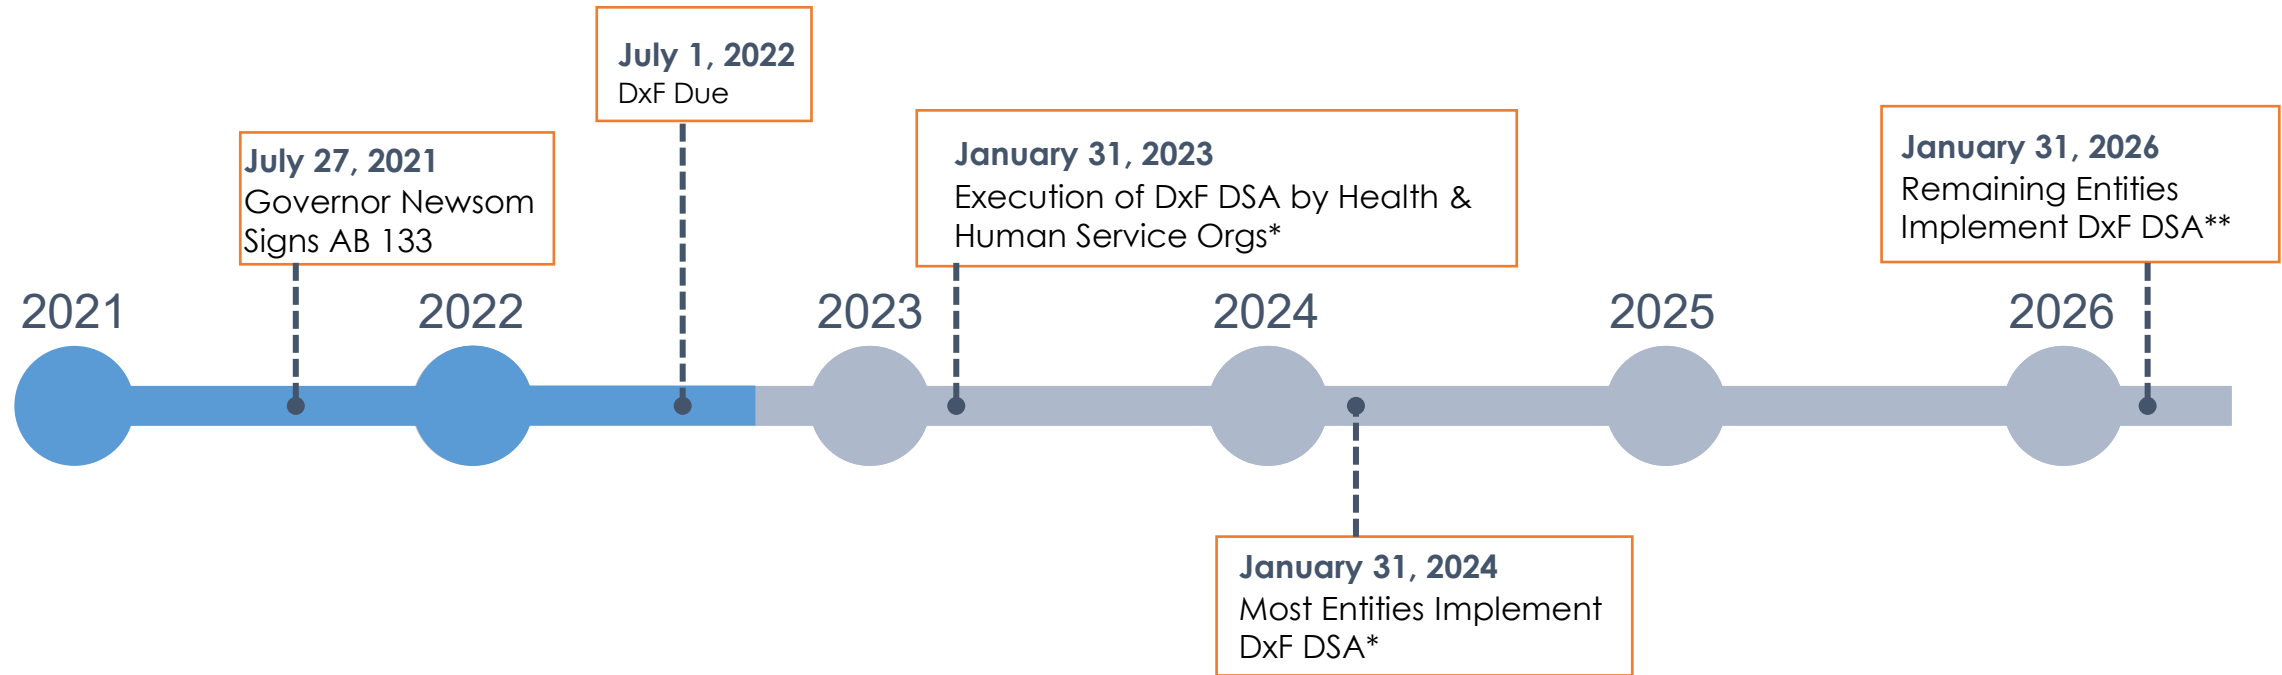 July 1, 2022
DxF Due
July 27, 2021
Governor Newsom
Signs AB 133
January 31, 2023
Execution of DxF DSA by Health &
Human Service Orgs*
January 31, 2026
Remaining Entities
Implement DxF DSA**
2021
2022
2023
2024
2025
2026
January 31, 2024
Most Entities Implement
DxF DSA*